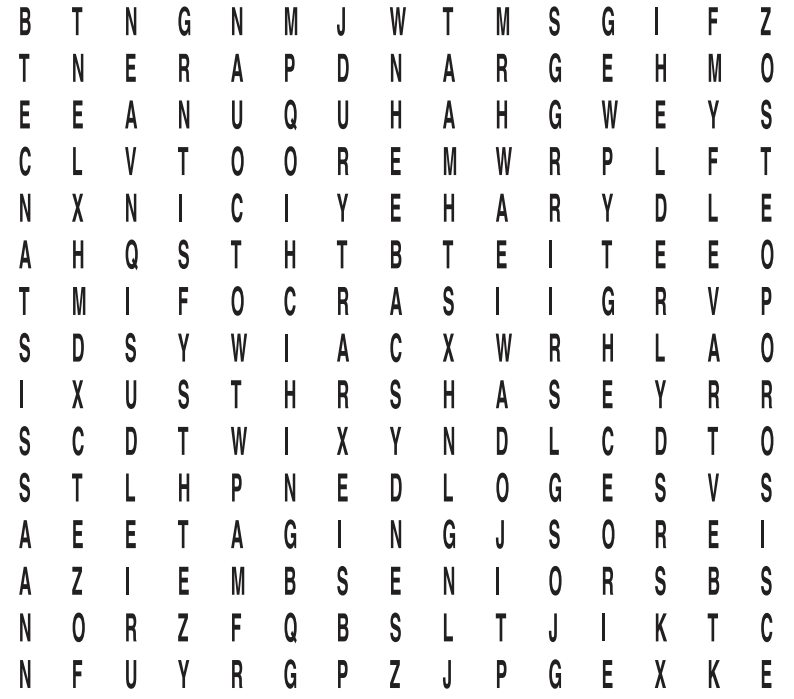 B T N G N M J W T M S G I F Z
T N E R A P D N A R G E H M O
E E A N U Q U H A H G W E Y S
C L V T O O R E M W R P L F T
N X N I C I Y E H A R Y D L E
A H Q S T H T B T E I T E E O
T M I F O C R A S I I G R V P
S D S Y W I A C X W R H L A O
I X U S T H R S H A S E Y R R
S C D T W I X Y N D L C D T O
S T L H P N E D L O G E S V S
A E E T A G I N G J S O R E I
A Z I E M B S E N I O R S B S
N O R Z F Q B S L T J I K T C
N F U Y R G P Z J P G E X K E